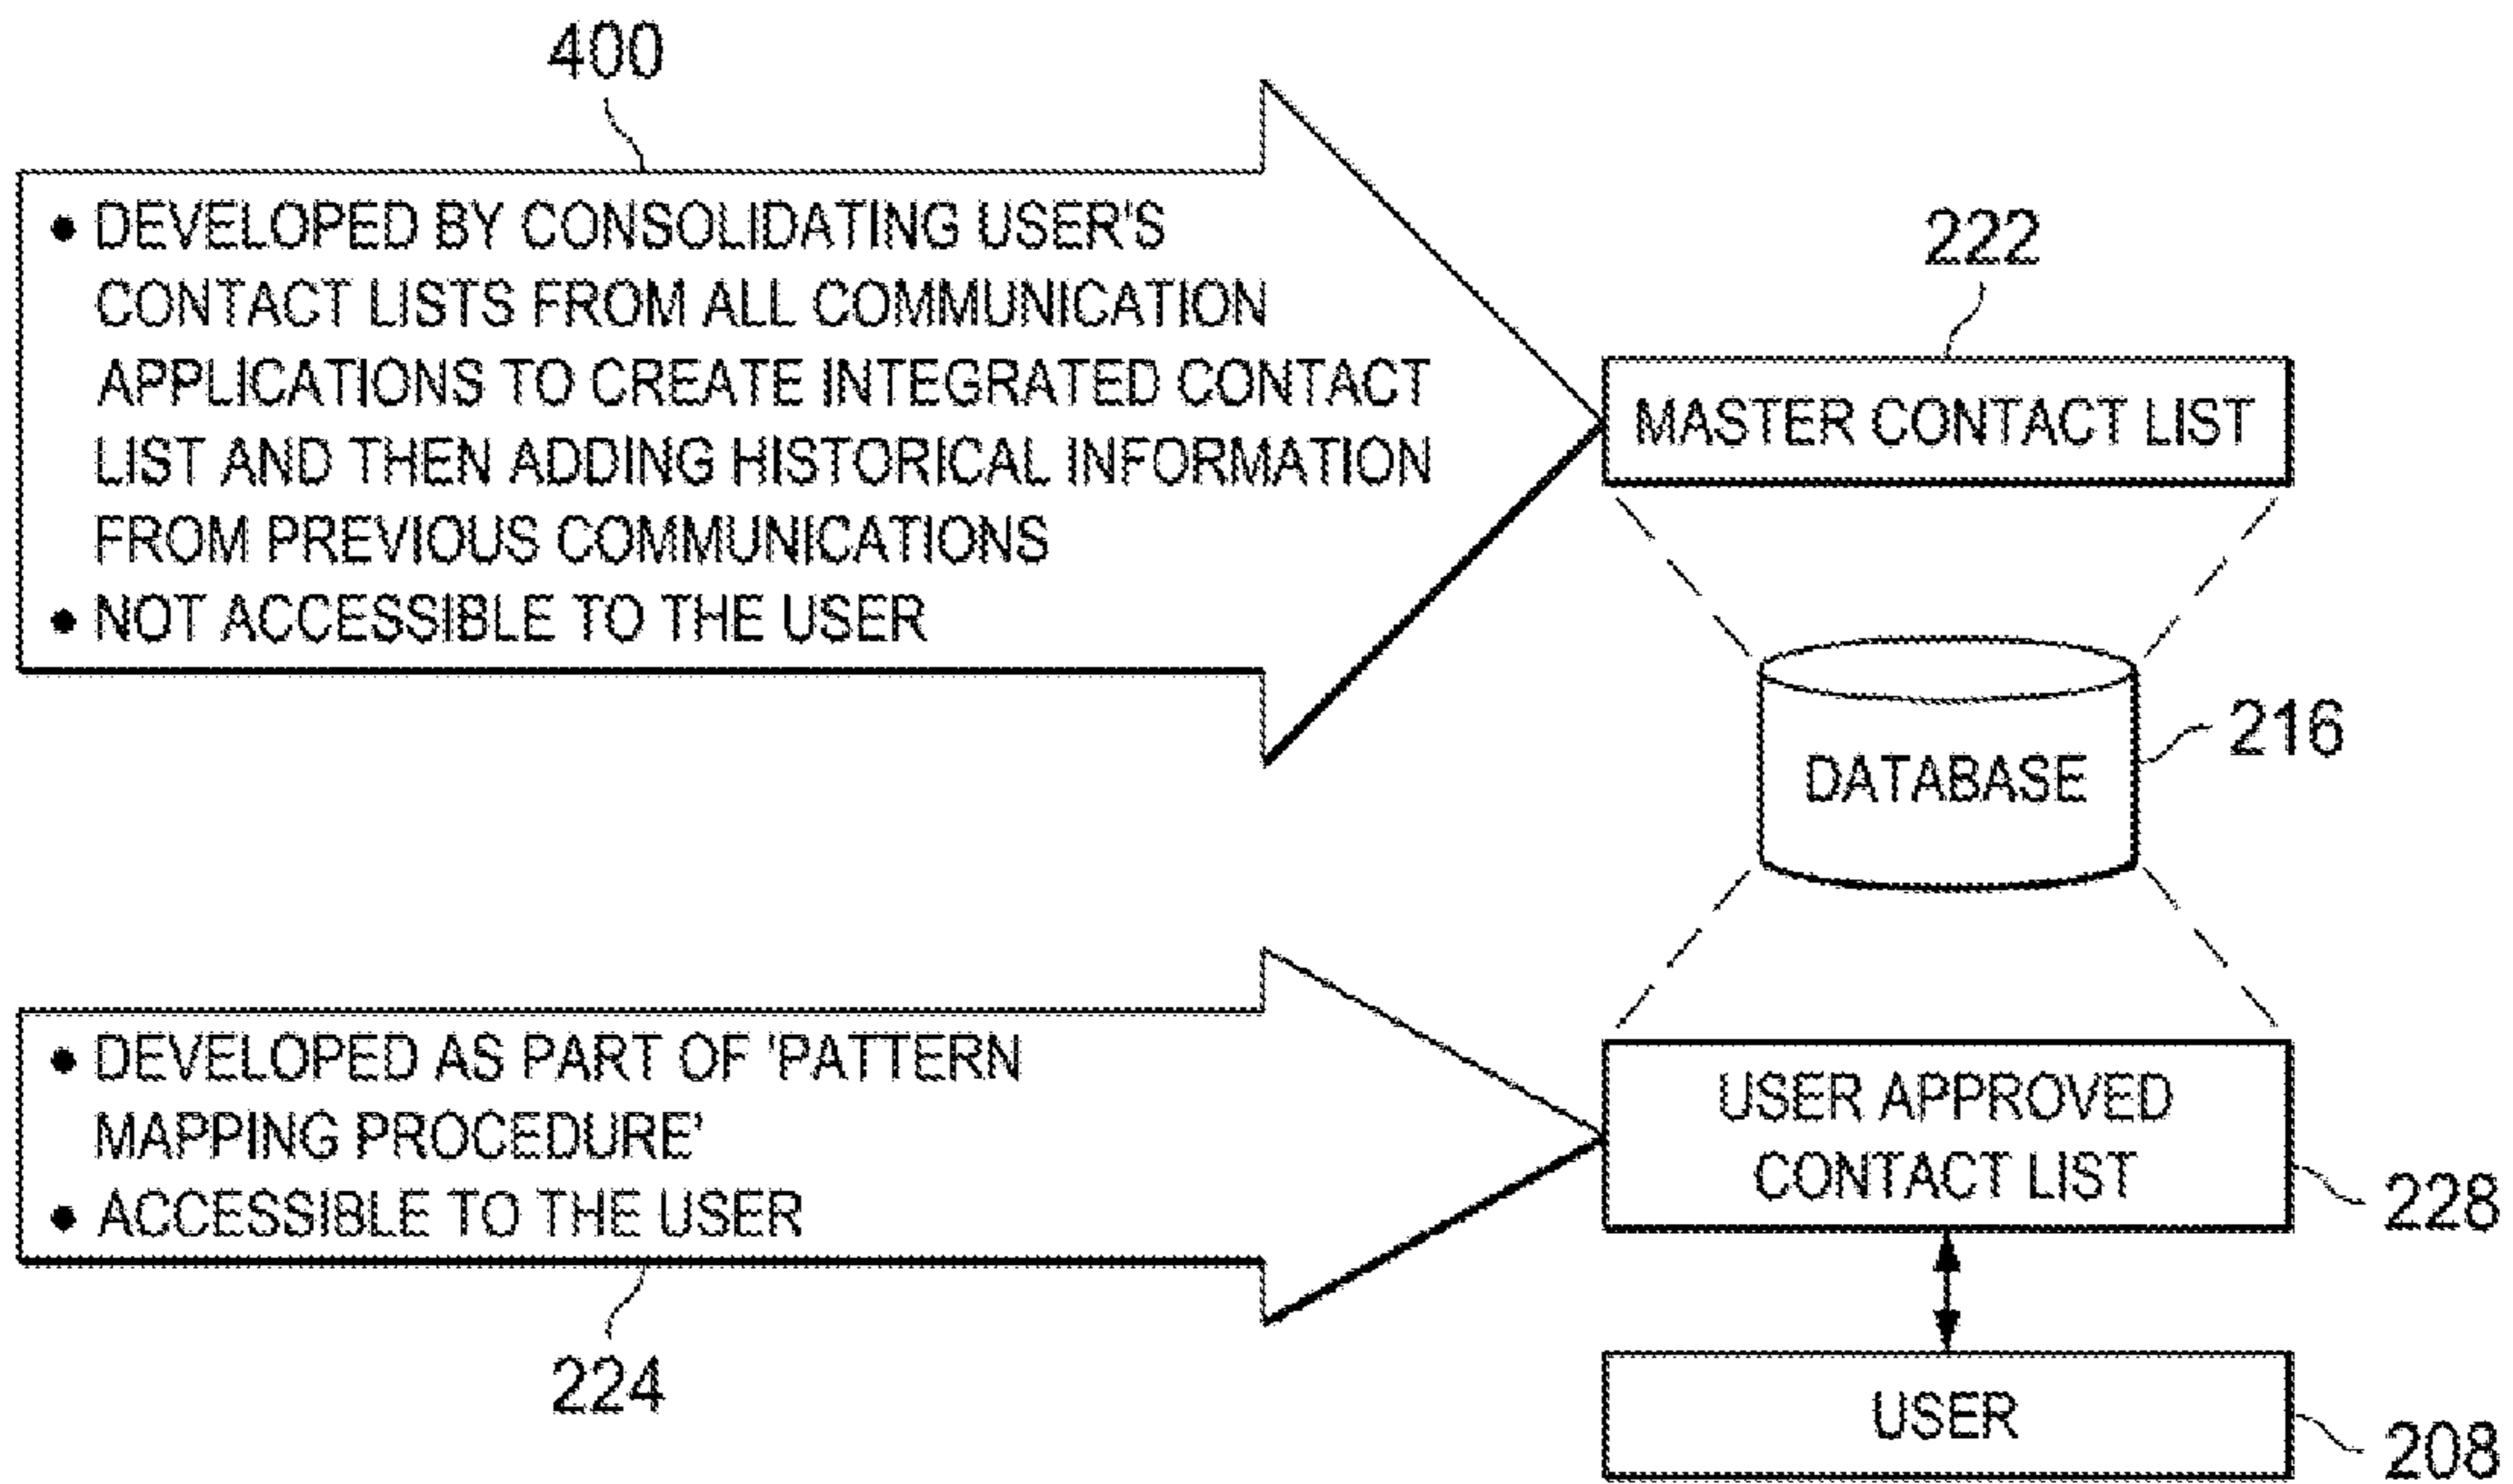 400
• DEVELOPED BY CONSOLIDATING USER'S
CONTACT LISTS FROM ALL COMMUNICATION
APPLICATIONS TO CREATE INTEGRATED CONTACT
LIST AND THEN ADDING HISTORICAL INFORMATION
FROM PREVIOUS COMMUNICATIONS
• NOT ACCESSIBLE TO THE USER
222
MASTER CONTACT LIST
216
DATABASE
• DEVELOPED AS PART OF 'PATTERN
MAPPING PROCEDURE'
• ACCESSIBLE TO THE USER
224
USER APPROVED
CONTACT LIST
228
USER
208